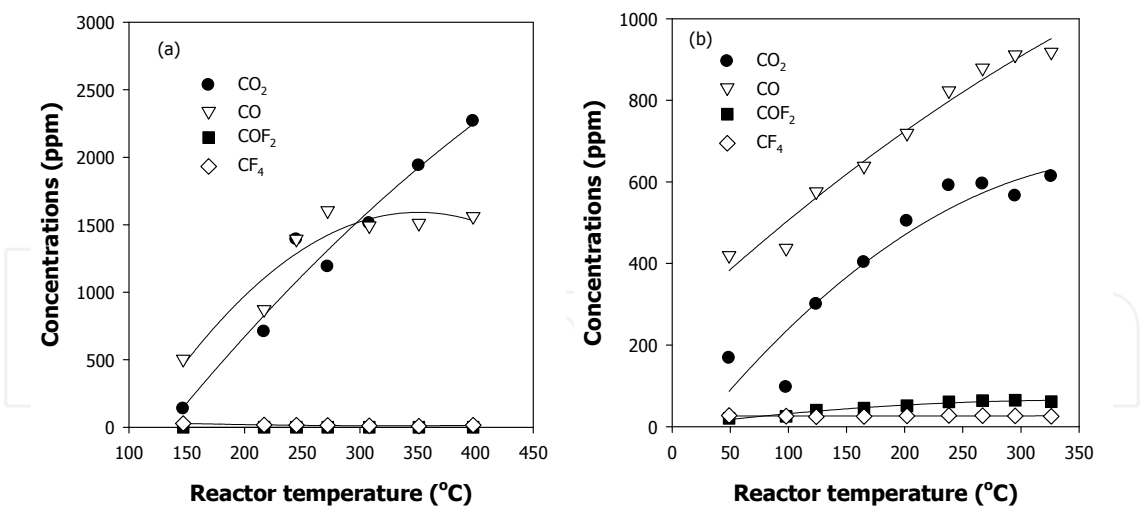 (a)
CO₂
CO
COF₂
CF₄
3000
2500
2000
1500
1000
500
0
100 150 200 250 300 350 400 450
Concentrations (ppm)
Reactor temperature (°C)
(b)
CO₂
CO
COF₂
CF₄
1000
800
600
400
200
0
0 50 100 150 200 250 300 350
Concentrations (ppm)
Reactor temperature (°C)